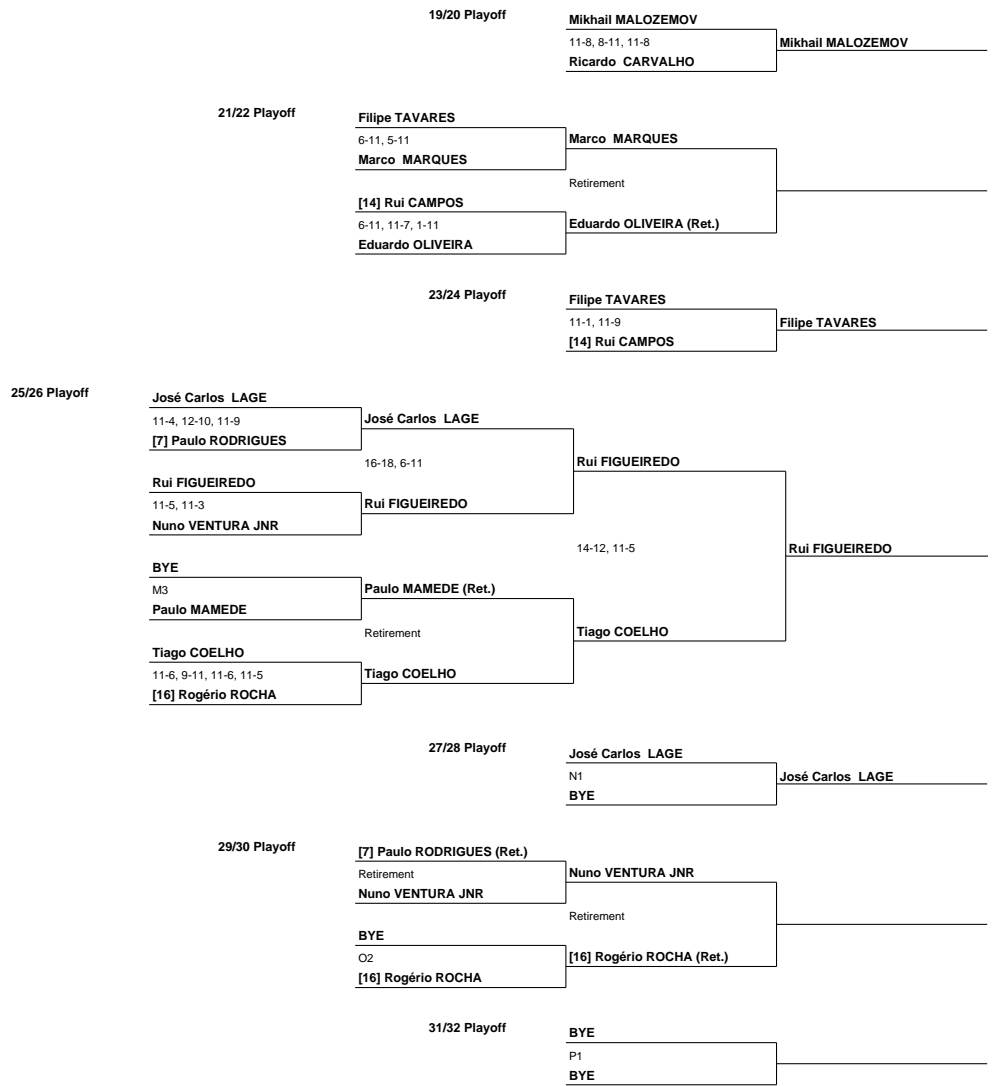 19/20 Playoff
Mikhail MALOZEMOV
11-8, 8-11, 11-8
Mikhail MALOZEMOV
Ricardo CARVALHO
21/22 Playoff
Filipe TAVARES
6-11, 5-11
Marco MARQUES
Marco MARQUES
Retirement
[14] Rui CAMPOS
6-11, 11-7, 1-11
Eduardo OLIVEIRA (Ret.)
Eduardo OLIVEIRA
23/24 Playoff
Filipe TAVARES
11-1, 11-9
Filipe TAVARES
[14] Rui CAMPOS
25/26 Playoff
José Carlos LAGE
11-4, 12-10, 11-9
José Carlos LAGE
[7] Paulo RODRIGUES
16-18, 6-11
Rui FIGUEIREDO
Rui FIGUEIREDO
11-5, 11-3
Rui FIGUEIREDO
Nuno VENTURA JNR
14-12, 11-5
Rui FIGUEIREDO
BYE
M3
Paulo MAMEDE (Ret.)
Paulo MAMEDE
Retirement
Tiago COELHO
Tiago COELHO
11-6, 9-11, 11-6, 11-5
Tiago COELHO
[16] Rogério ROCHA
27/28 Playoff
José Carlos LAGE
N1
José Carlos LAGE
BYE
29/30 Playoff
[7] Paulo RODRIGUES (Ret.)
Retirement
Nuno VENTURA JNR
Nuno VENTURA JNR
Retirement
BYE
O2
[16] Rogério ROCHA (Ret.)
[16] Rogério ROCHA
31/32 Playoff
BYE
P1
BYE